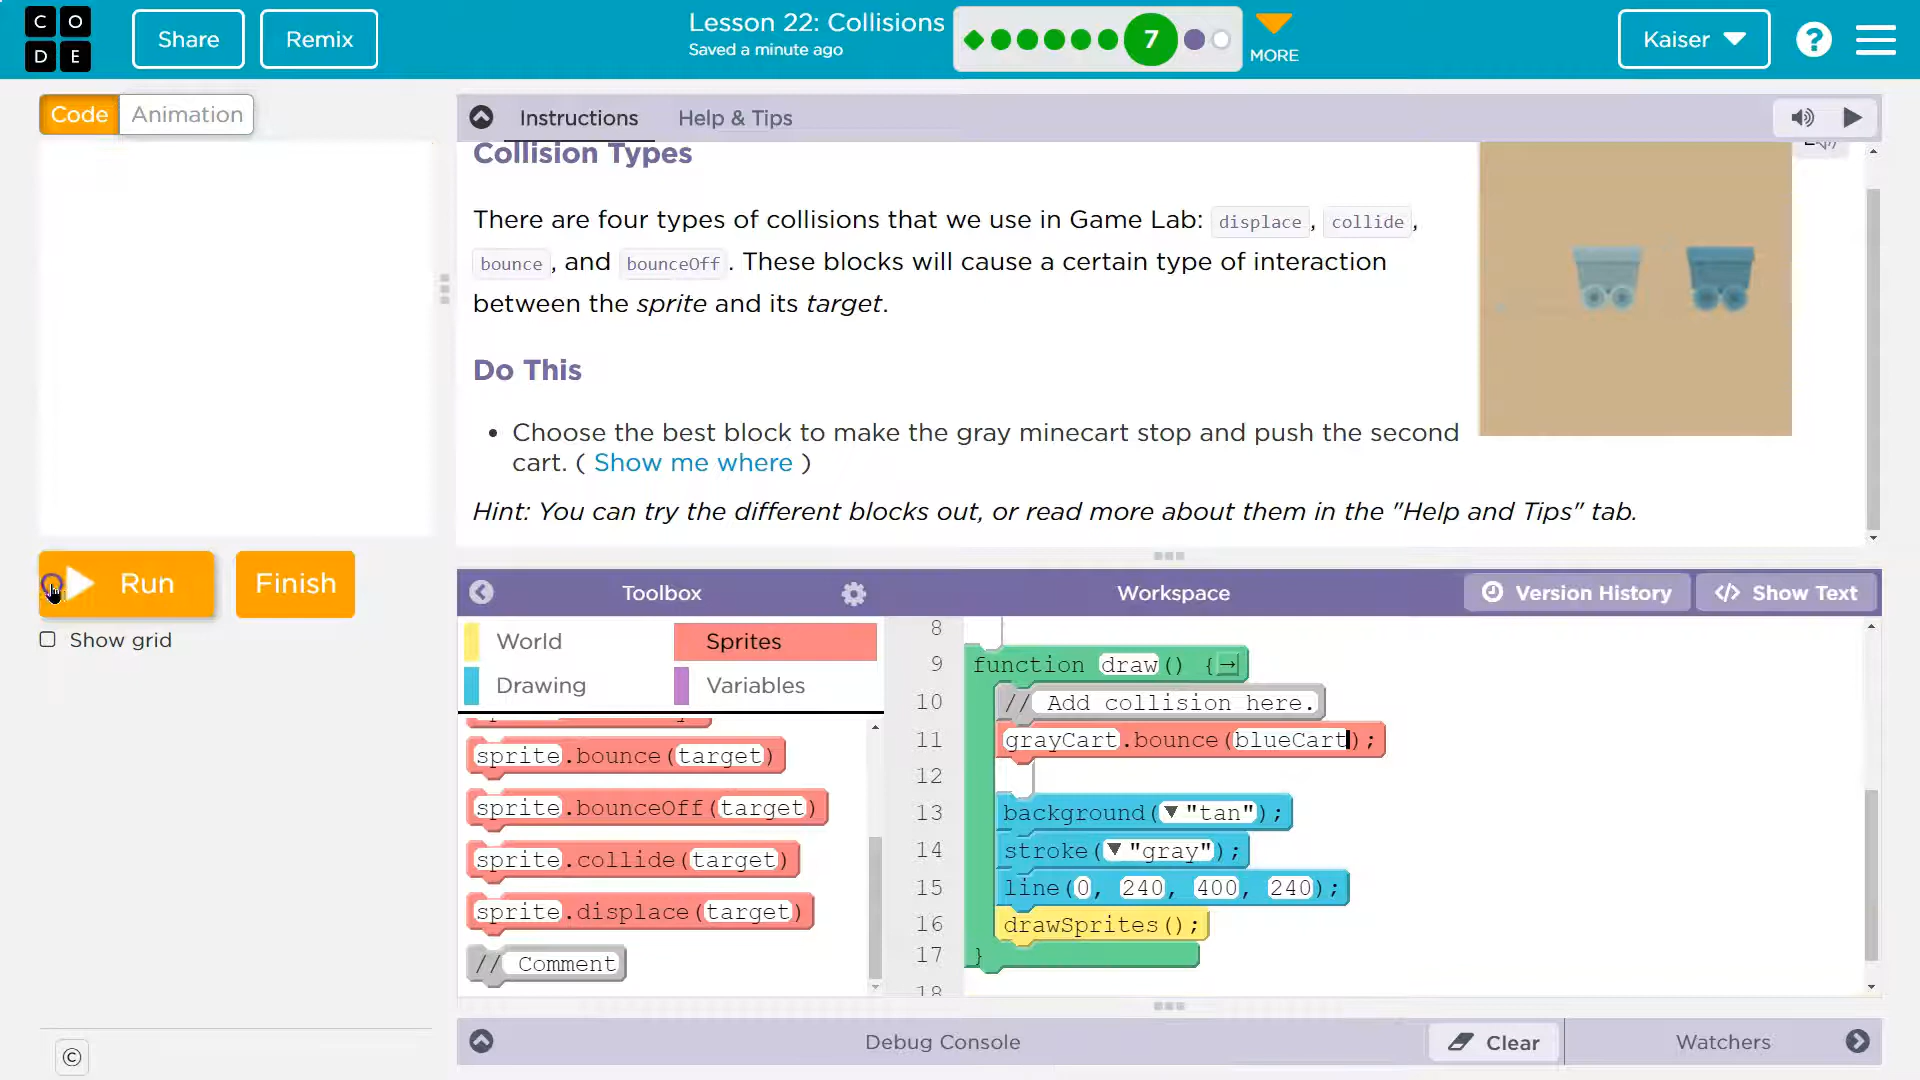 CODE
Share
Remix
Lesson 22: Collisions
Saved a minute ago
7
MORE
Kaiser
?
Code
Animation
Instructions
Help & Tips
Collision Types
There are four types of collisions that we use in Game Lab: displace, collide,
bounce, and bounceOff. These blocks will cause a certain type of interaction
between the sprite and its target.
Do This
• Choose the best block to make the gray minecart stop and push the second
cart. ( Show me where )
Hint: You can try the different blocks out, or read more about them in the "Help and Tips" tab.
Run
Finish
Show grid
Toolbox
Workspace
Version History
</> Show Text
World
Sprites
Drawing
Variables
sprite.bounce(target)
sprite.bounceOff(target)
sprite.collide(target)
sprite.displace(target)
// Comment
8
9 function draw() {
10 // Add collision here.
11 grayCart.bounce(blueCart);
12
13 background("tan");
14 stroke("gray");
15 line(0, 240, 400, 240);
16 drawSprites();
17 }
18
©
Debug Console
Clear
Watchers